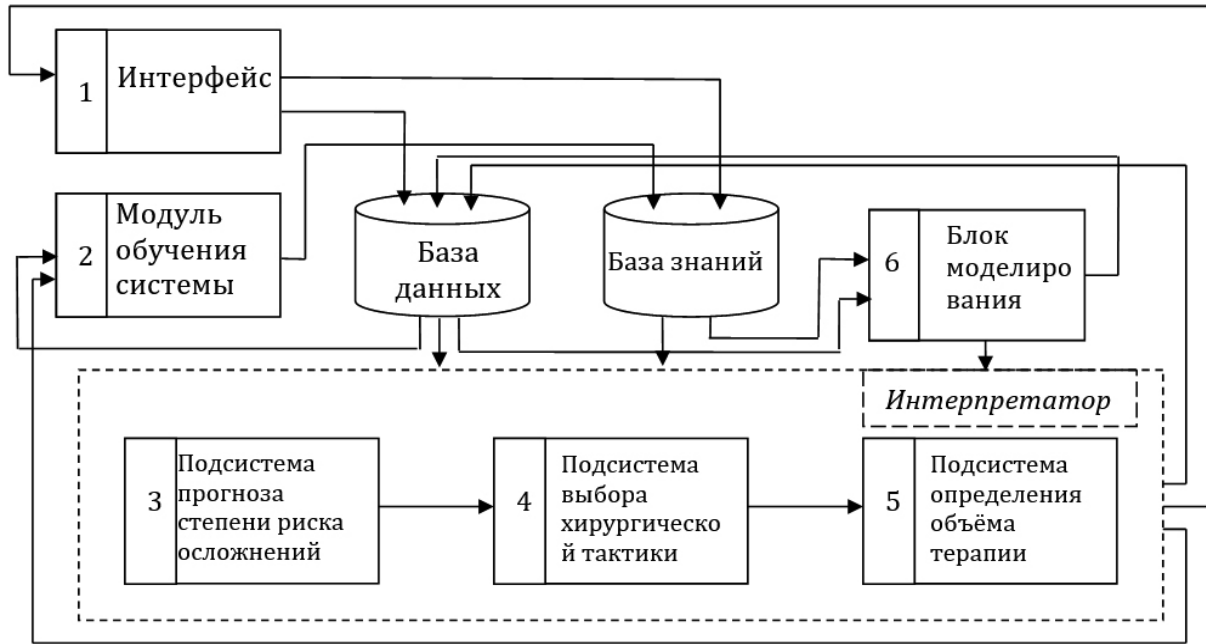 1
Интерфейс
2
Модуль
обучения
системы
База
данных
База знаний
6
Блок
моделиро
вания
Интерпретатор
3
Подсистема
прогноза
степени риска
осложнений
4
Подсистема
выбора
хирургическо
й тактики
5
Подсистема
определения
объёма
терапии